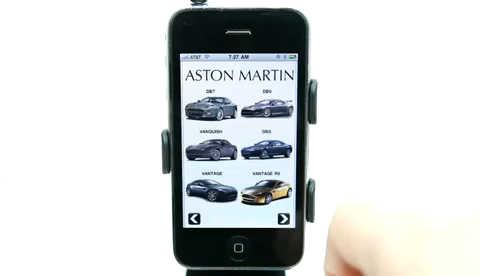 AT&T 7:27 AM
ASTON MARTIN
DB7 DB9
VANQUISH DBS
VANTAGE VANTAGE RS